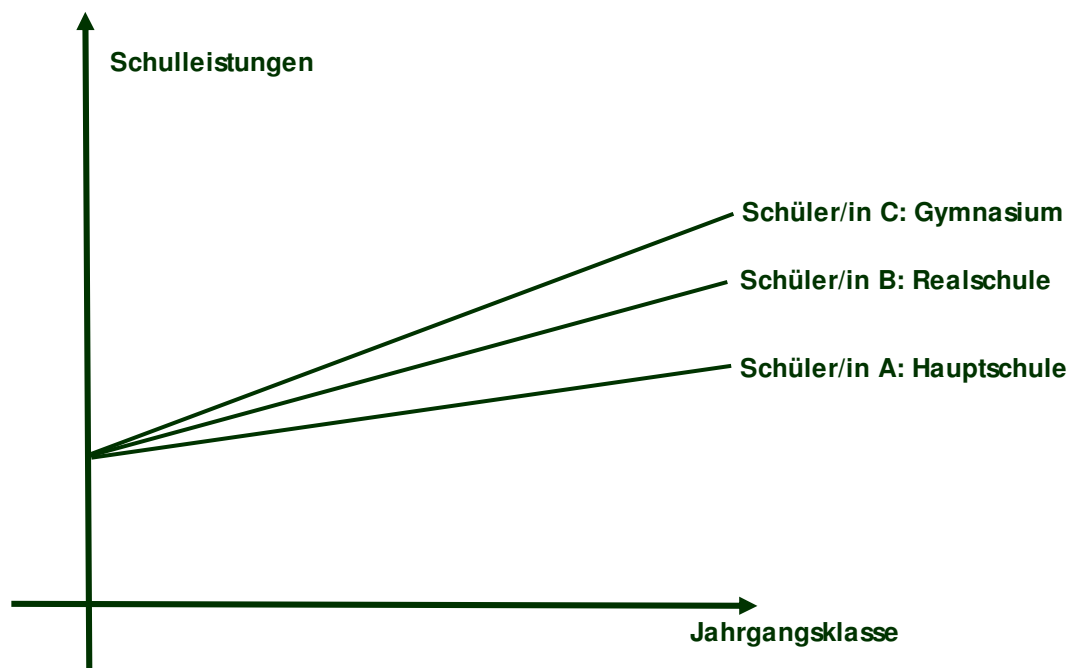 Schulleistungen
Schüler/in C: Gymnasium
Schüler/in B: Realschule
Schüler/in A: Hauptschule
Jahrgangsklasse